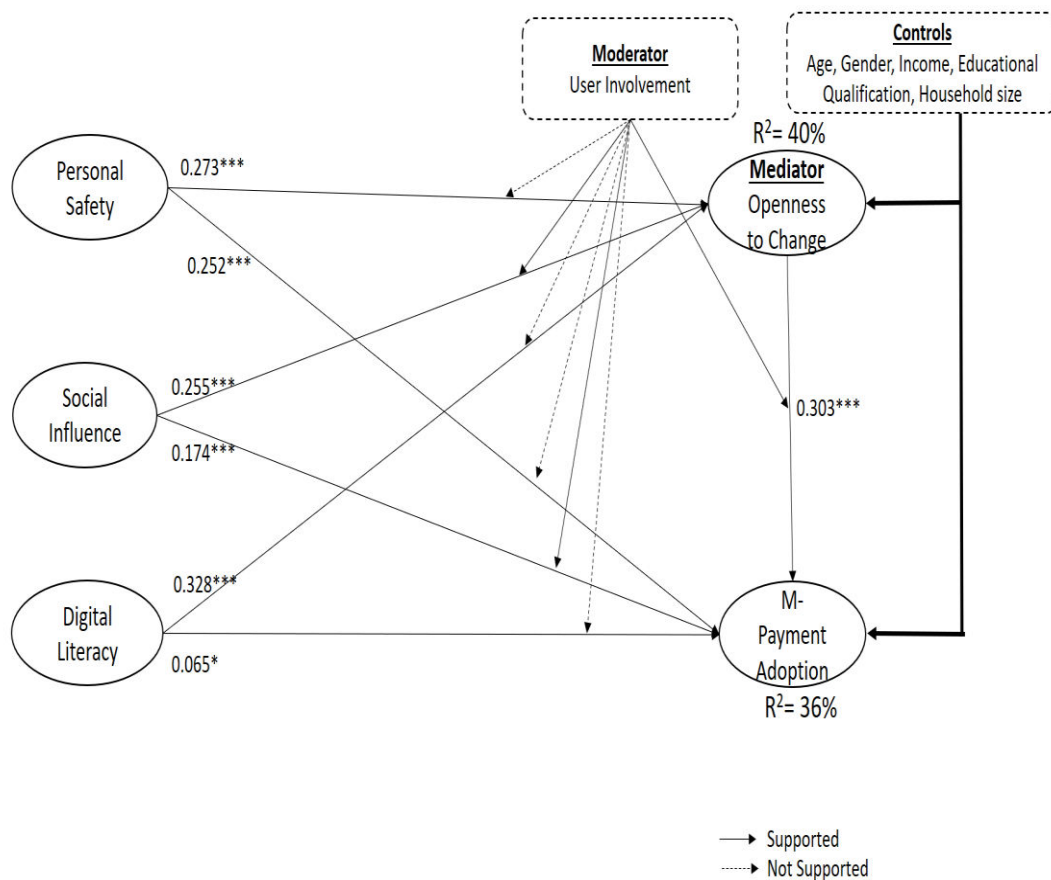 Moderator
User Involvement
Controls
Age, Gender, Income, Educational
Qualification, Household size
R²= 40%
Mediator
Openness
to Change
Personal
Safety
0.273***
0.252***
Social
Influence
0.255***
0.174***
0.303***
Digital
Literacy
0.328***
0.065*
M-
Payment
Adoption
R²= 36%
Supported
Not Supported